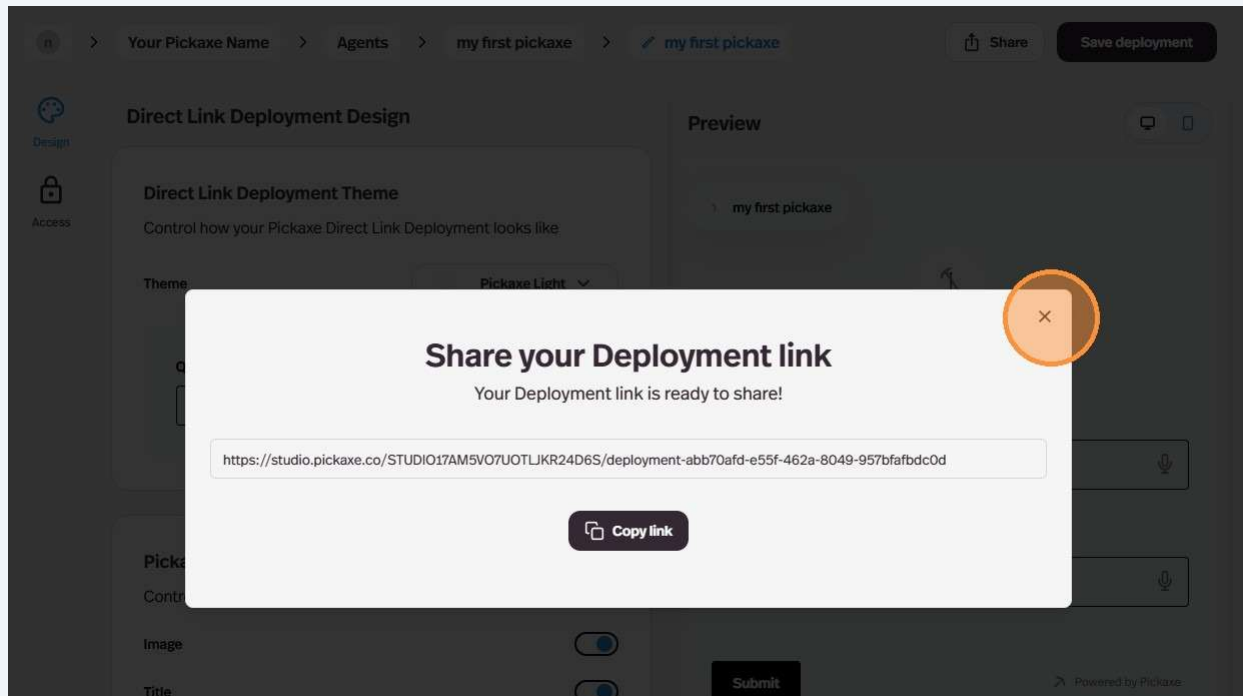 n > Your Pickaxe Name > Agents > my first pickaxe > my first pickaxe
Share
Save deployment
Design
Access
Direct Link Deployment Design
Direct Link Deployment Theme
Control how your Pickaxe Direct Link Deployment looks like
Theme
Pickaxe Light
Preview
my first pickaxe
Share your Deployment link
Your Deployment link is ready to share!
https://studio.pickaxe.co/STUDIO17AM5VO7UOTLJKR24D6S/deployment-abb70afd-e55f-462a-8049-957bfafbdc0d
Copy link
Picka
Contr
Image
Title
Submit
Powered by Pickaxe